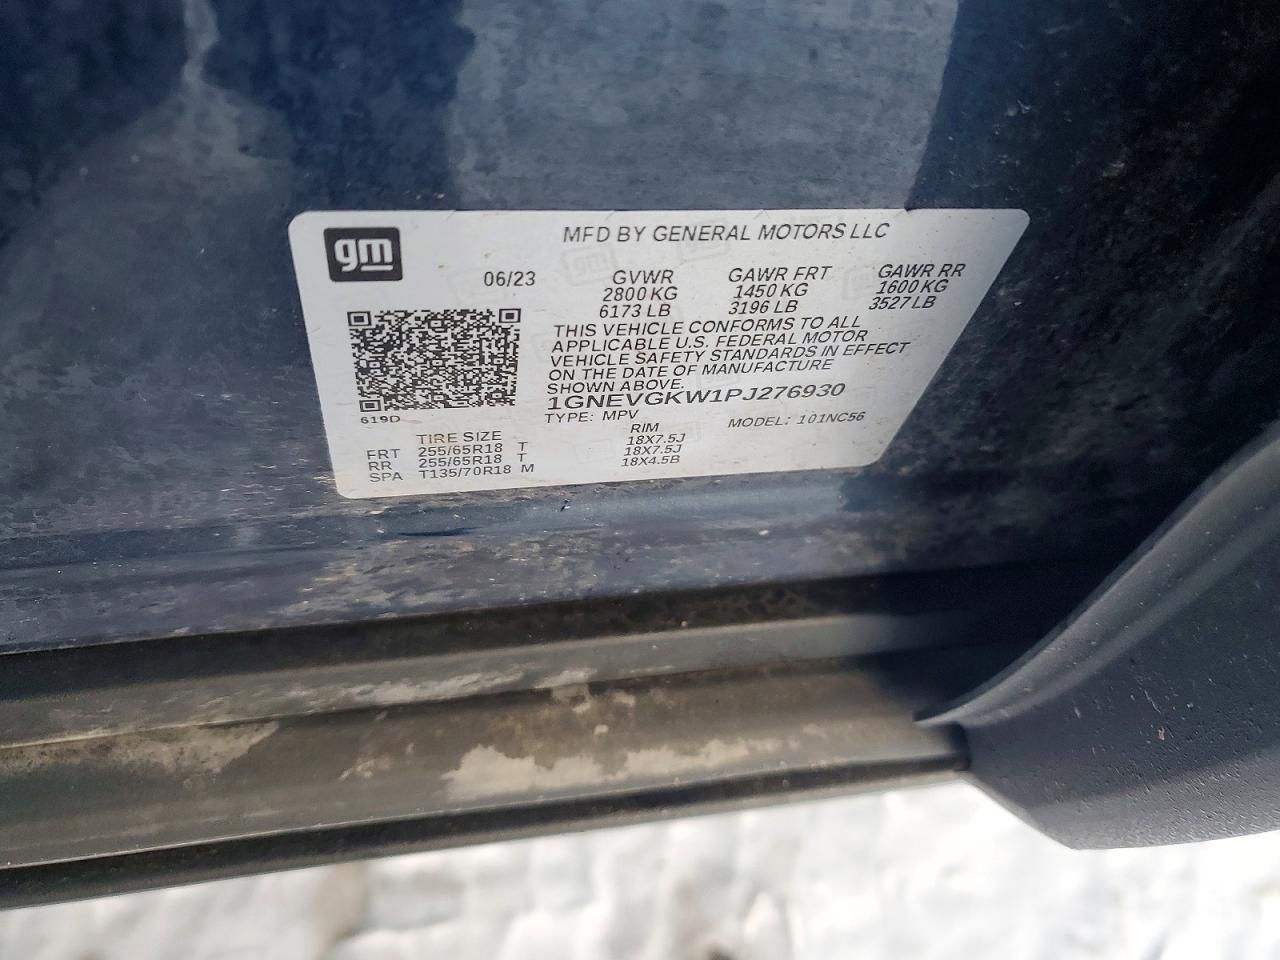 gm
MFD BY GENERAL MOTORS LLC
06/23 GVWR GAWR FRT GAWR RR
2800 KG 1450 KG 1600 KG
6173 LB 3196 LB 3527 LB
THIS VEHICLE CONFORMS TO ALL
APPLICABLE U.S. FEDERAL MOTOR
VEHICLE SAFETY STANDARDS IN EFFECT
ON THE DATE OF MANUFACTURE
SHOWN ABOVE.
1GNEVGKW1PJ276930
619D
TYPE: MPV MODEL: 101NC56
TIRE SIZE RIM
FRT 255/65R18 T 18X7.5J
RR 255/65R18 T 18X7.5J
SPA T135/70R18 M 18X4.5B